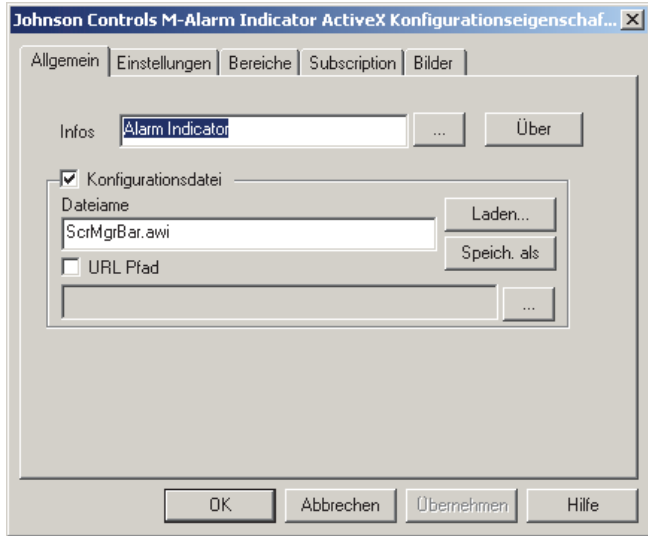 Johnson Controls M-Alarm Indicator ActiveX Konfigurationseigenschaf...
Allgemein Einstellungen Bereiche Subscription Bilder
Infos Alarm Indicator ... Über
Konfigurationsdatei
Dateiame
Laden...
ScrMgrBar.awi
Speich. als
URL Pfad
...
OK Abbrechen Übernehmen Hilfe